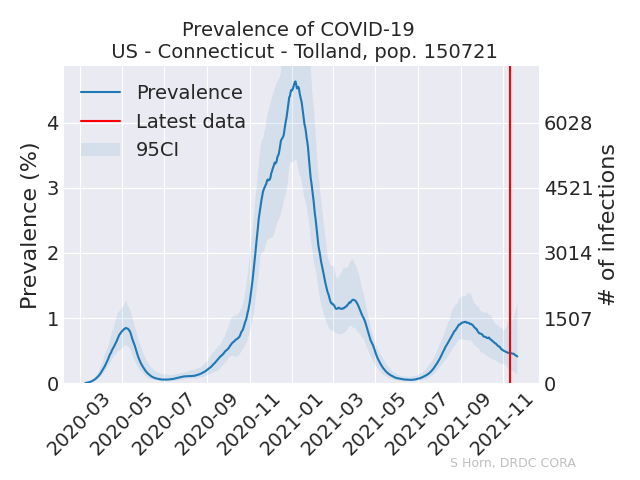 Prevalence of COVID-19
US - Connecticut - Tolland, pop. 150721
Prevalence
Latest data
95CI
Prevalence (%)
4
3
2
1
0
6028
4521
3014
1507
0
# of infections
2020-03
2020-05
2020-07
2020-09
2020-11
2021-01
2021-03
2021-05
2021-07
2021-09
2021-11
S Horn, DRDC CORA